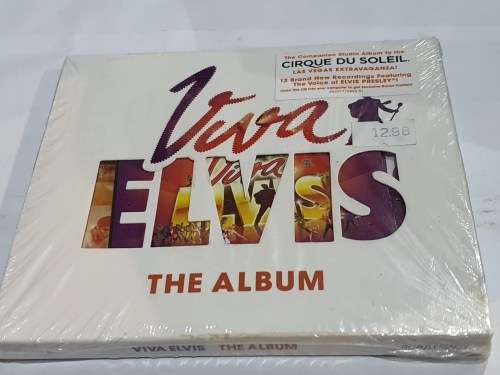 The Companion Studio Album to the
CIRQUE DU SOLEIL.
LAS VEGAS EXTRAVAGANZA!
12 Brand New Recordings Featuring
The Voice of ELVIS PRESLEY!
Viva
12.98
ELVIS
Viva
THE ALBUM
VIVA ELVIS THE ALBUM